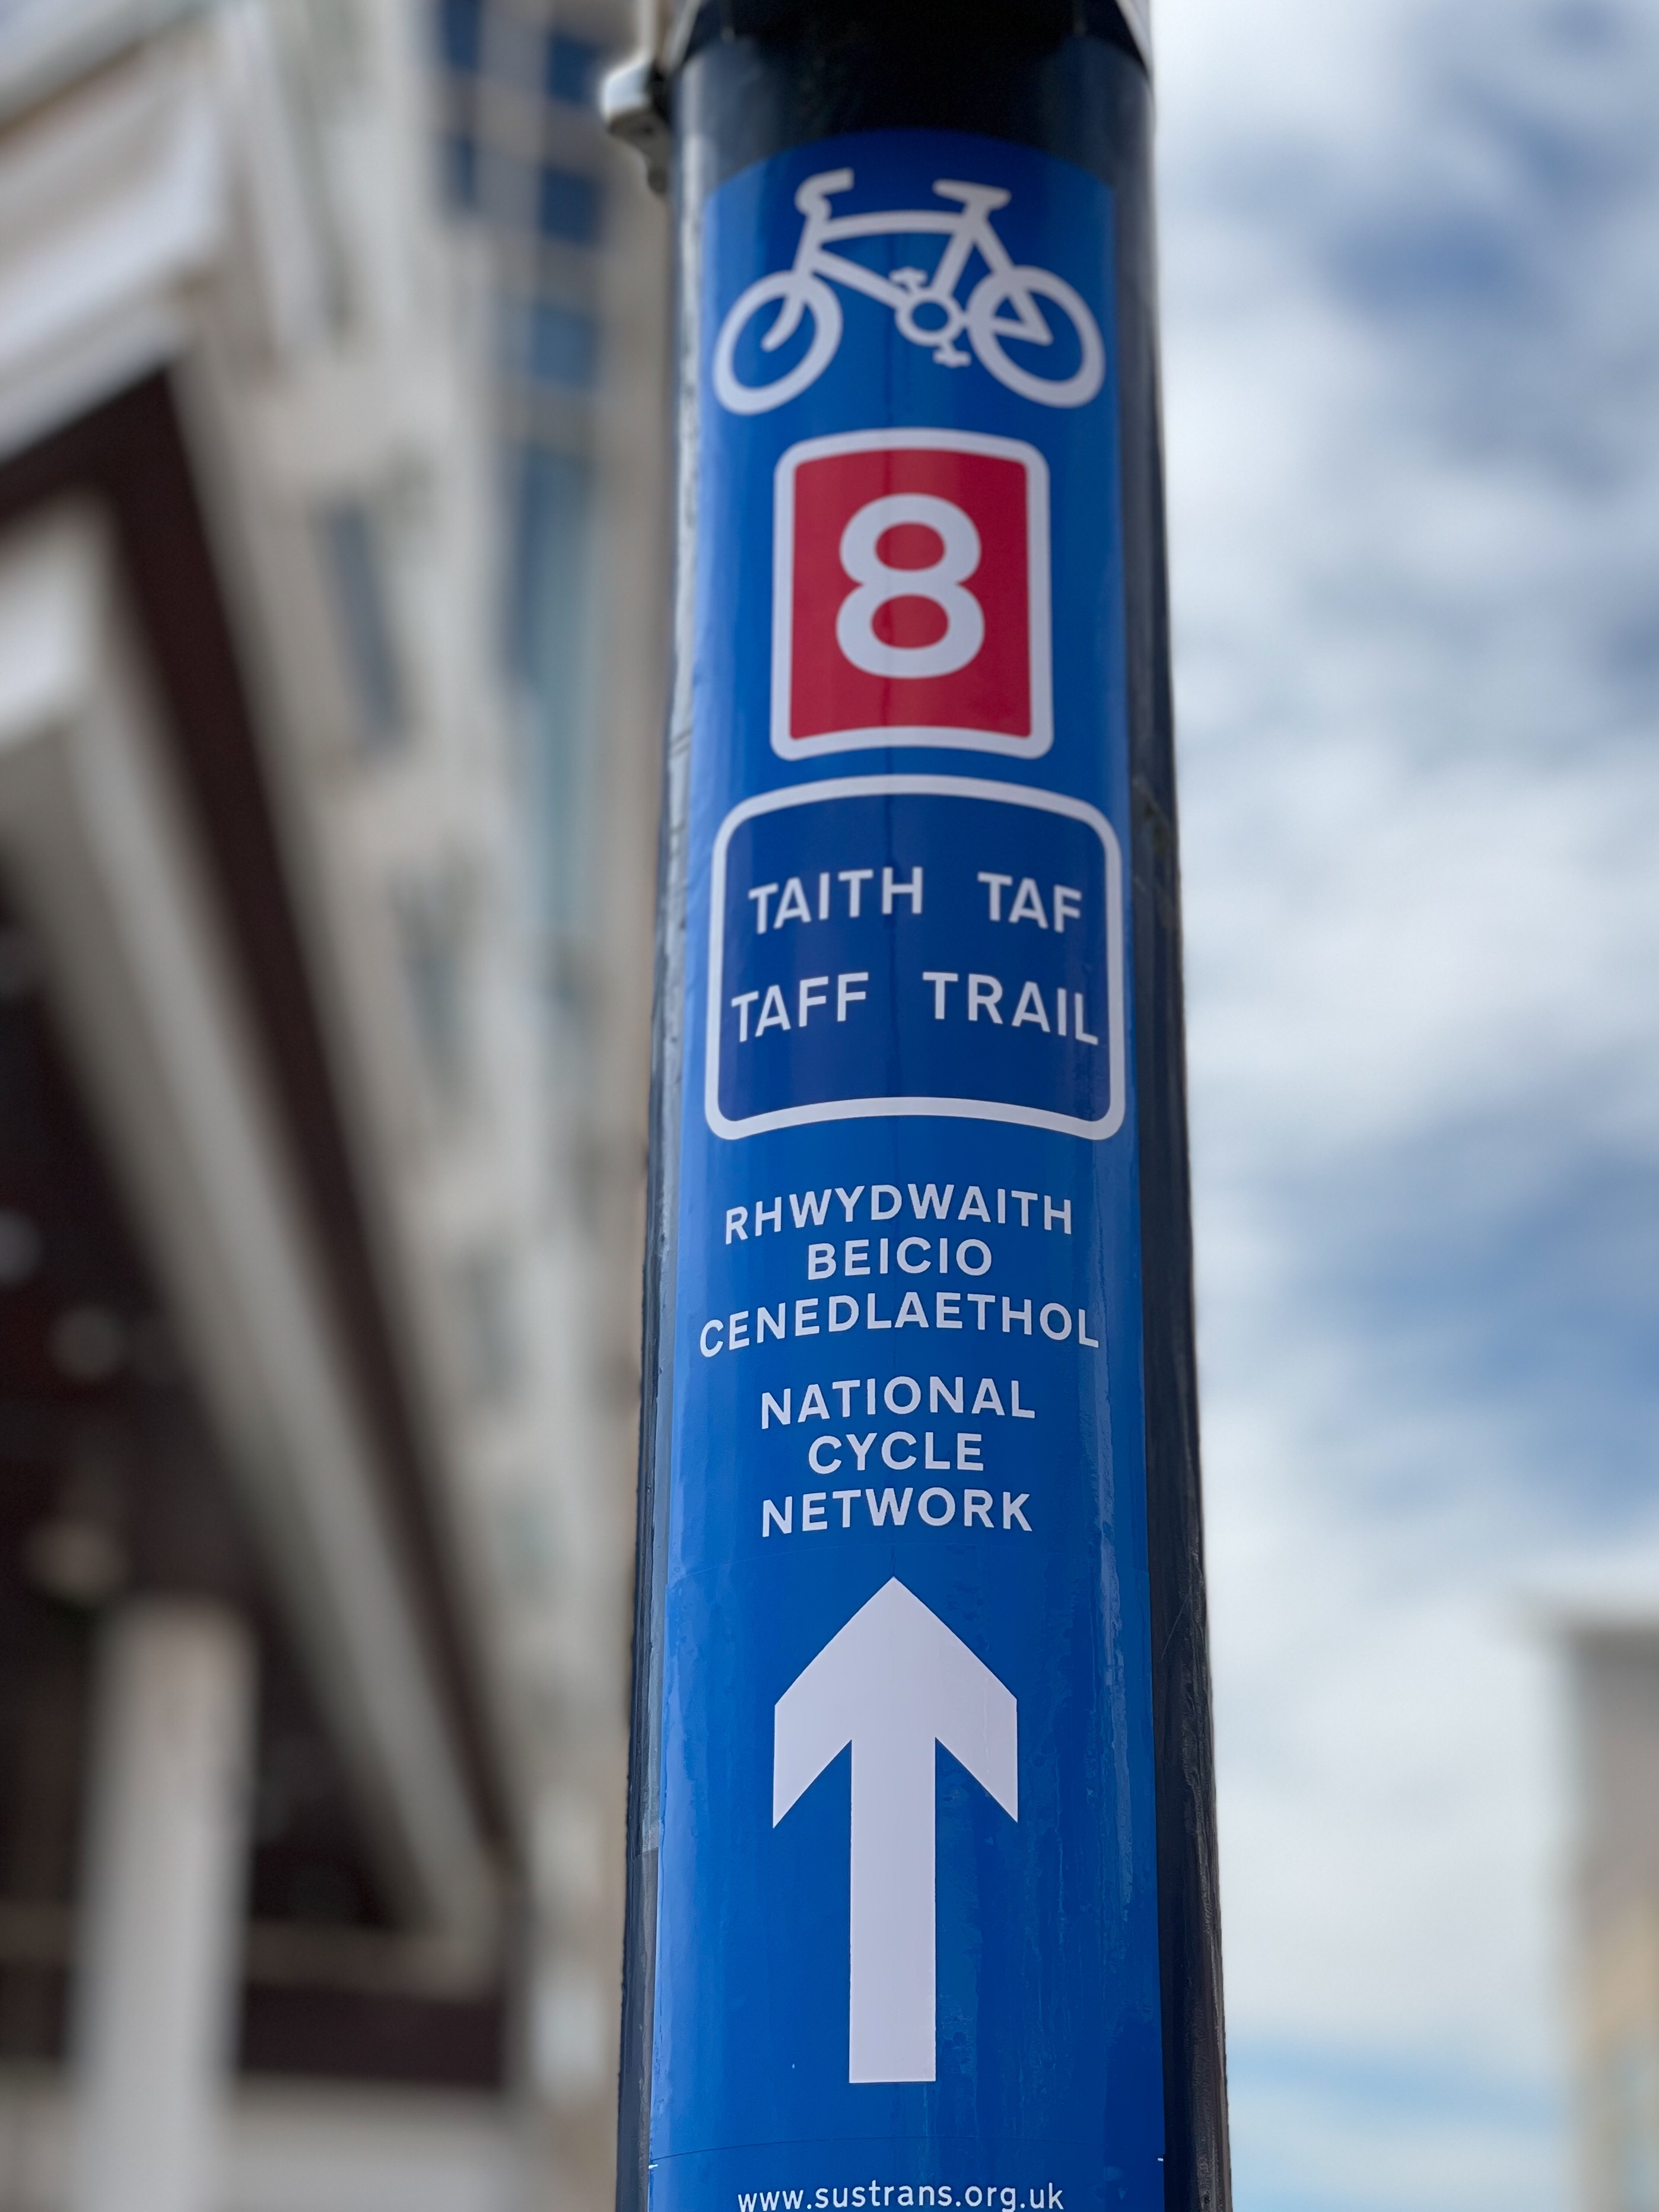 8
TAITH TAF
TAFF TRAIL
RHWYDWAITH
BEICIO
CENEDLAETHOL
NATIONAL
CYCLE
NETWORK
www.sustrans.org.uk